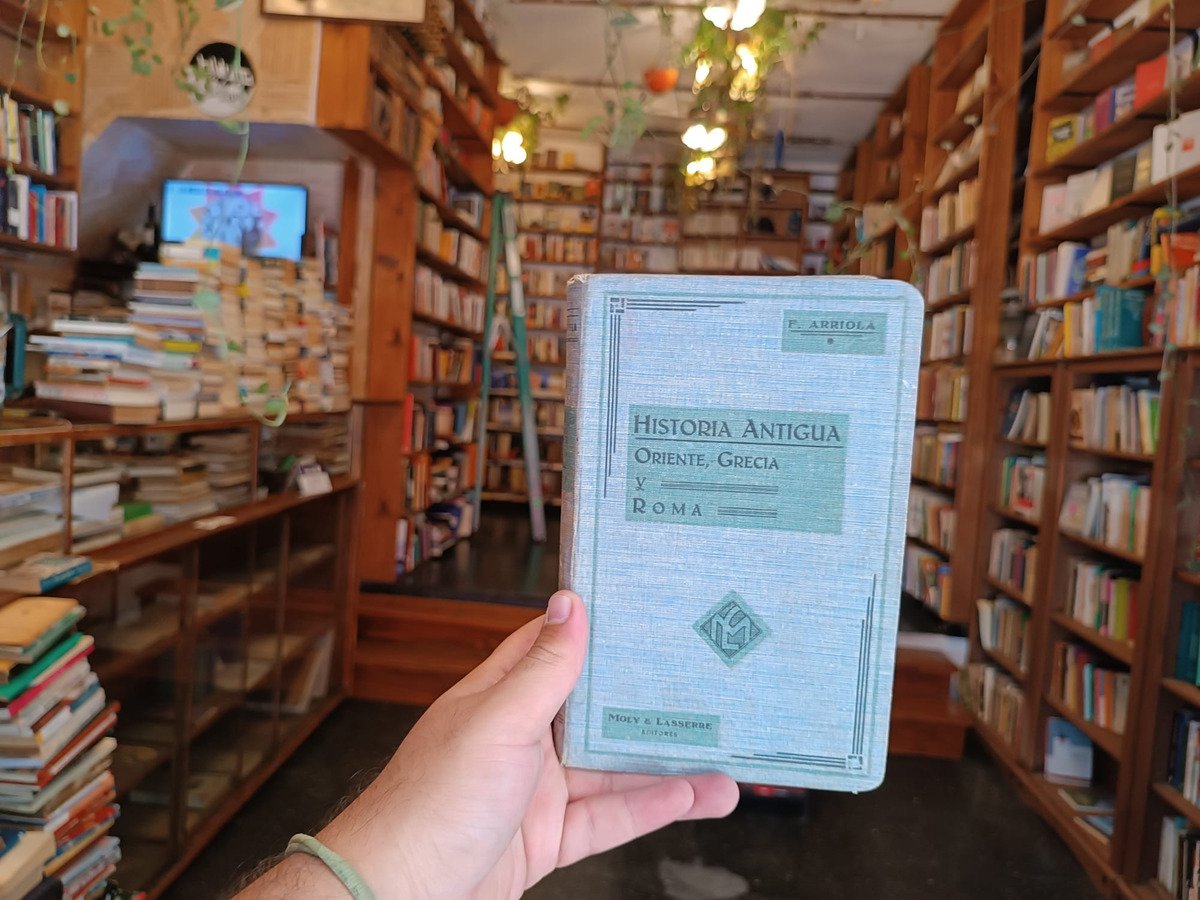 F. ARRIOLA
HISTORIA ANTIGUA
ORIENTE, GRECIA
Y
ROMA
MOLY & LASSERRE
EDITORES